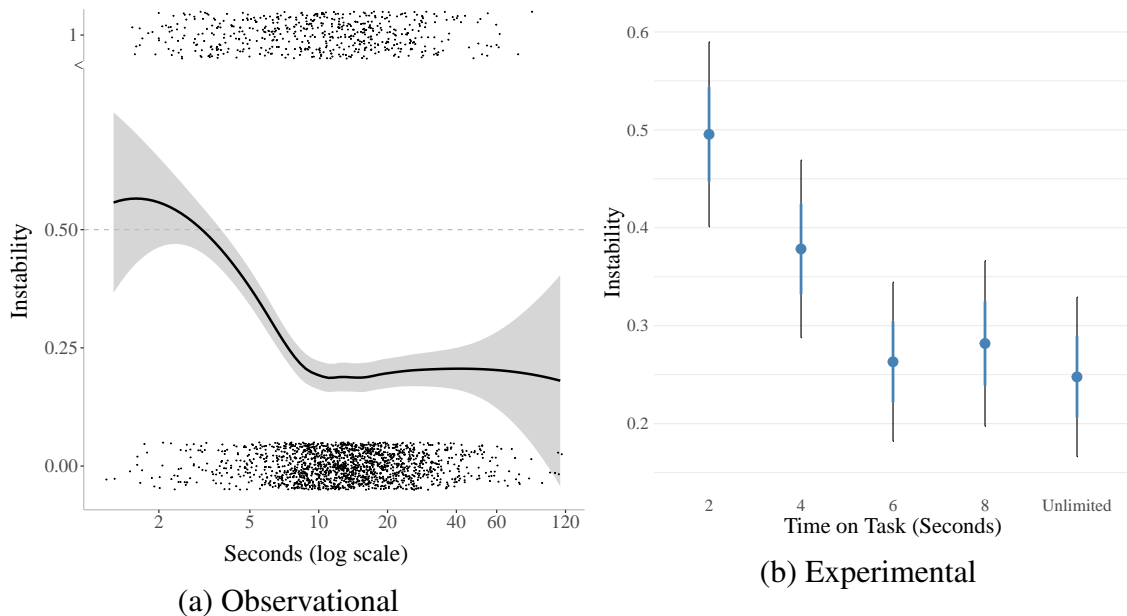 1
0.50
0.25
0.00
Instability
2 5 10 20 40 60 120
Seconds (log scale)
(a) Observational
0.6
0.5
0.4
0.3
0.2
Instability
2 4 6 8 Unlimited
Time on Task (Seconds)
(b) Experimental